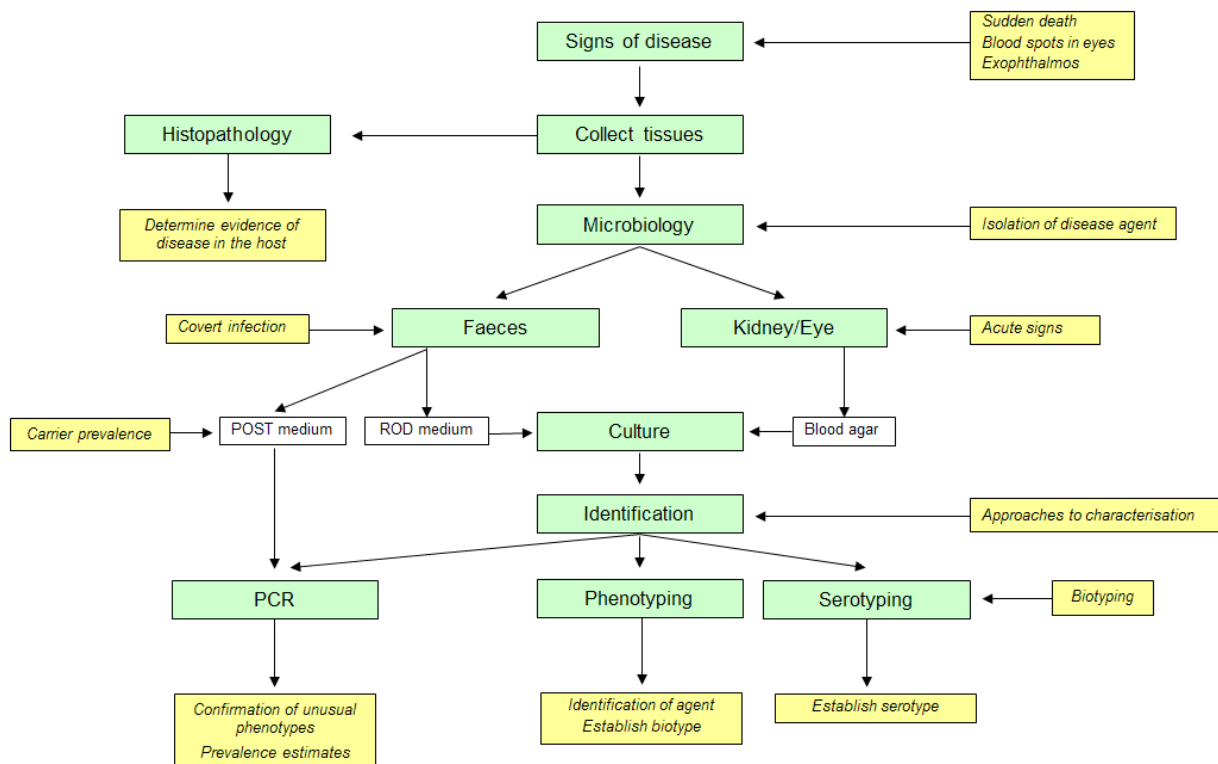 Signs of disease
Sudden death
Blood spots in eyes
Exophthalmos
Histopathology
Collect tissues
Determine evidence of
disease in the host
Microbiology
Isolation of disease agent
Covert infection
Faeces
Kidney/Eye
Acute signs
Carrier prevalence
POST medium
ROD medium
Culture
Blood agar
Identification
Approaches to characterisation
PCR
Phenotyping
Serotyping
Biotyping
Confirmation of unusual
phenotypes
Prevalence estimates
Identification of agent
Establish biotype
Establish serotype